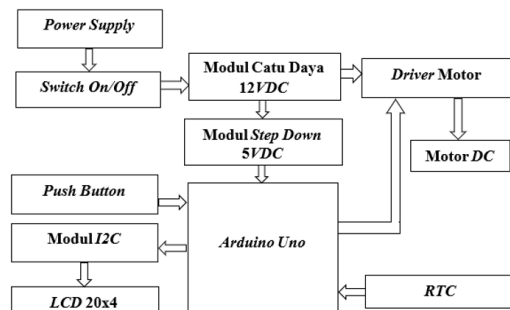 Power Supply
Switch On/Off
Modul Catu Daya
12VDC
Driver Motor
Modul Step Down
5VDC
Motor DC
Push Button
Arduino Uno
Modul I2C
RTC
LCD 20x4